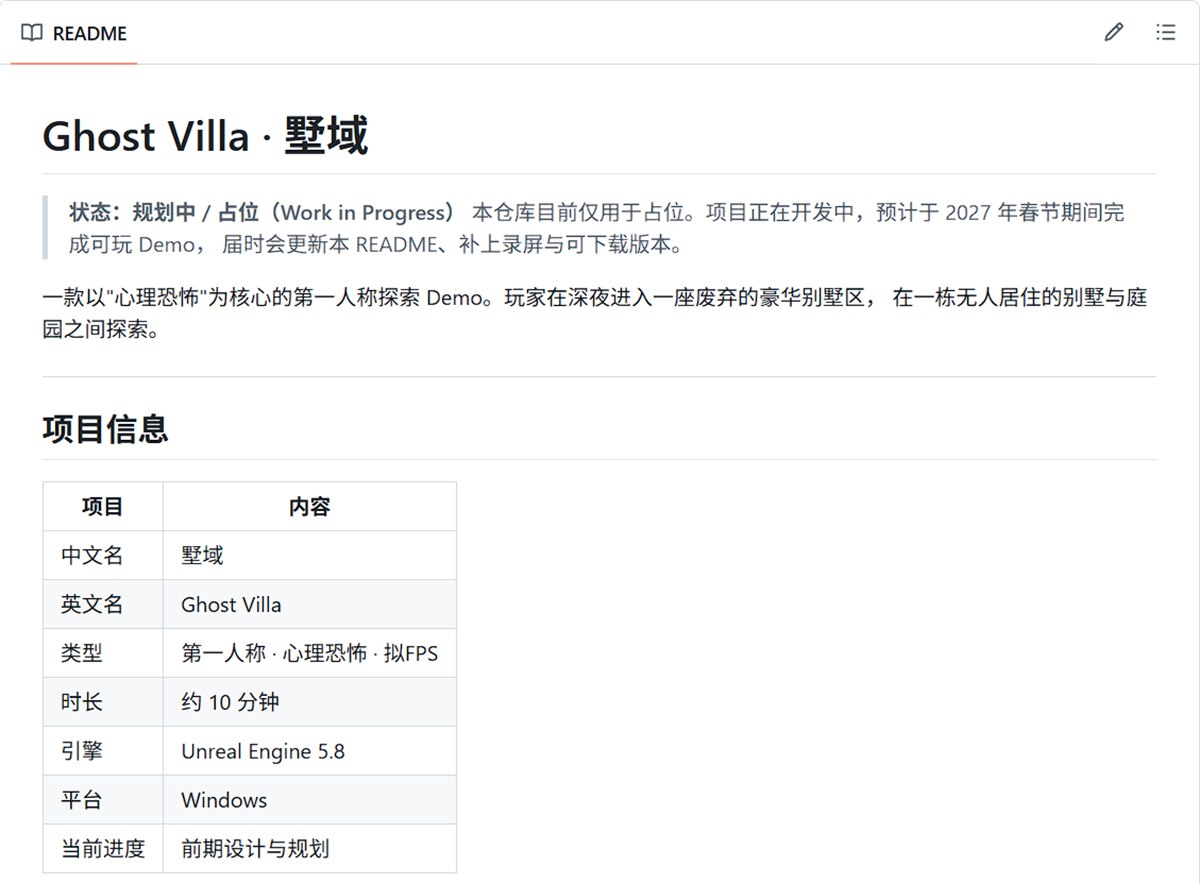 README
Ghost Villa · 墅域
状态：规划中 / 占位（Work in Progress） 本仓库目前仅用于占位。项目正在开发中，预计于 2027 年春节期间完
成可玩 Demo， 届时会更新本 README、补上录屏与可下载版本。
一款以"心理恐怖"为核心的第一人称探索 Demo。玩家在深夜进入一座废弃的豪华别墅区， 在一栋无人居住的别墅与庭
园之间探索。
项目信息
项目 内容
中文名 墅域
英文名 Ghost Villa
类型 第一人称 · 心理恐怖 · 拟FPS
时长 约 10 分钟
引擎 Unreal Engine 5.8
平台 Windows
当前进度 前期设计与规划